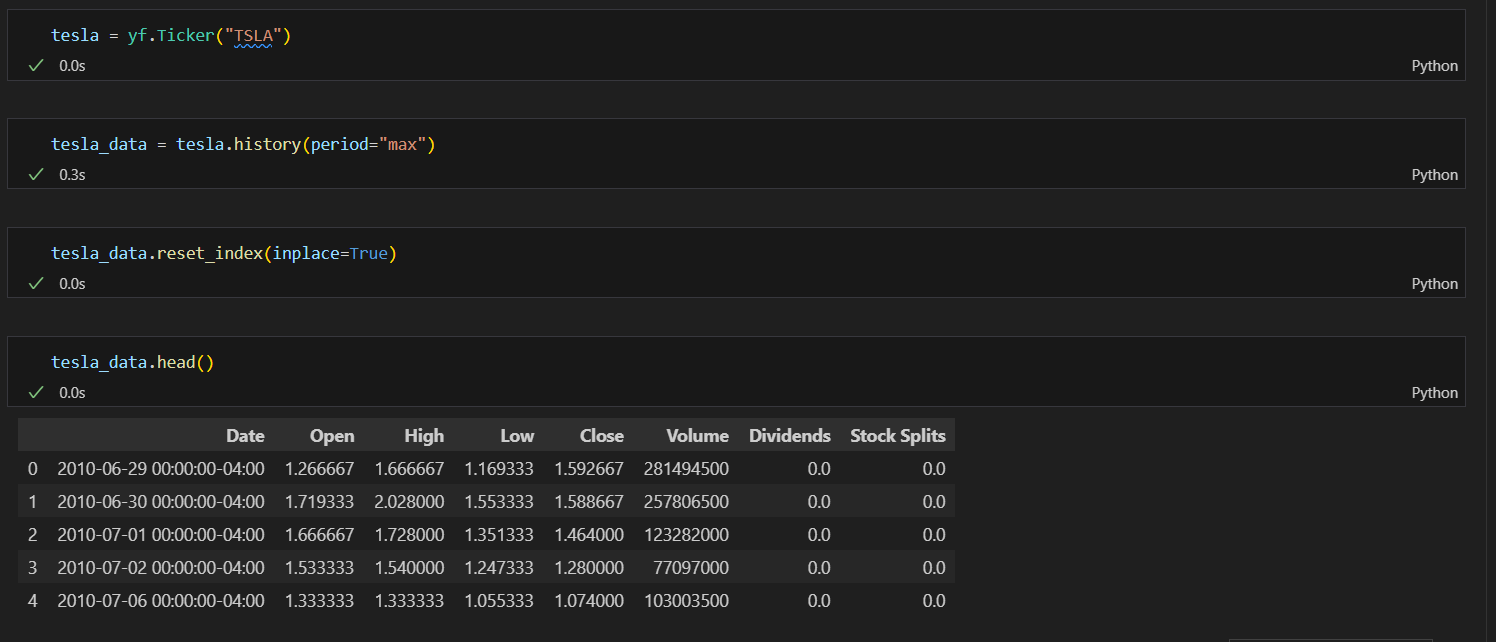 tesla = yf.Ticker("TSLA")
0.0s Python
tesla_data = tesla.history(period="max")
0.3s Python
tesla_data.reset_index(inplace=True)
0.0s Python
tesla_data.head()
0.0s Python
Date Open High Low Close Volume Dividends Stock Splits
0 2010-06-29 00:00:00-04:00 1.266667 1.666667 1.169333 1.592667 281494500 0.0 0.0
1 2010-06-30 00:00:00-04:00 1.719333 2.028000 1.553333 1.588667 257806500 0.0 0.0
2 2010-07-01 00:00:00-04:00 1.666667 1.728000 1.351333 1.464000 123282000 0.0 0.0
3 2010-07-02 00:00:00-04:00 1.533333 1.540000 1.247333 1.280000 77097000 0.0 0.0
4 2010-07-06 00:00:00-04:00 1.333333 1.333333 1.055333 1.074000 103003500 0.0 0.0